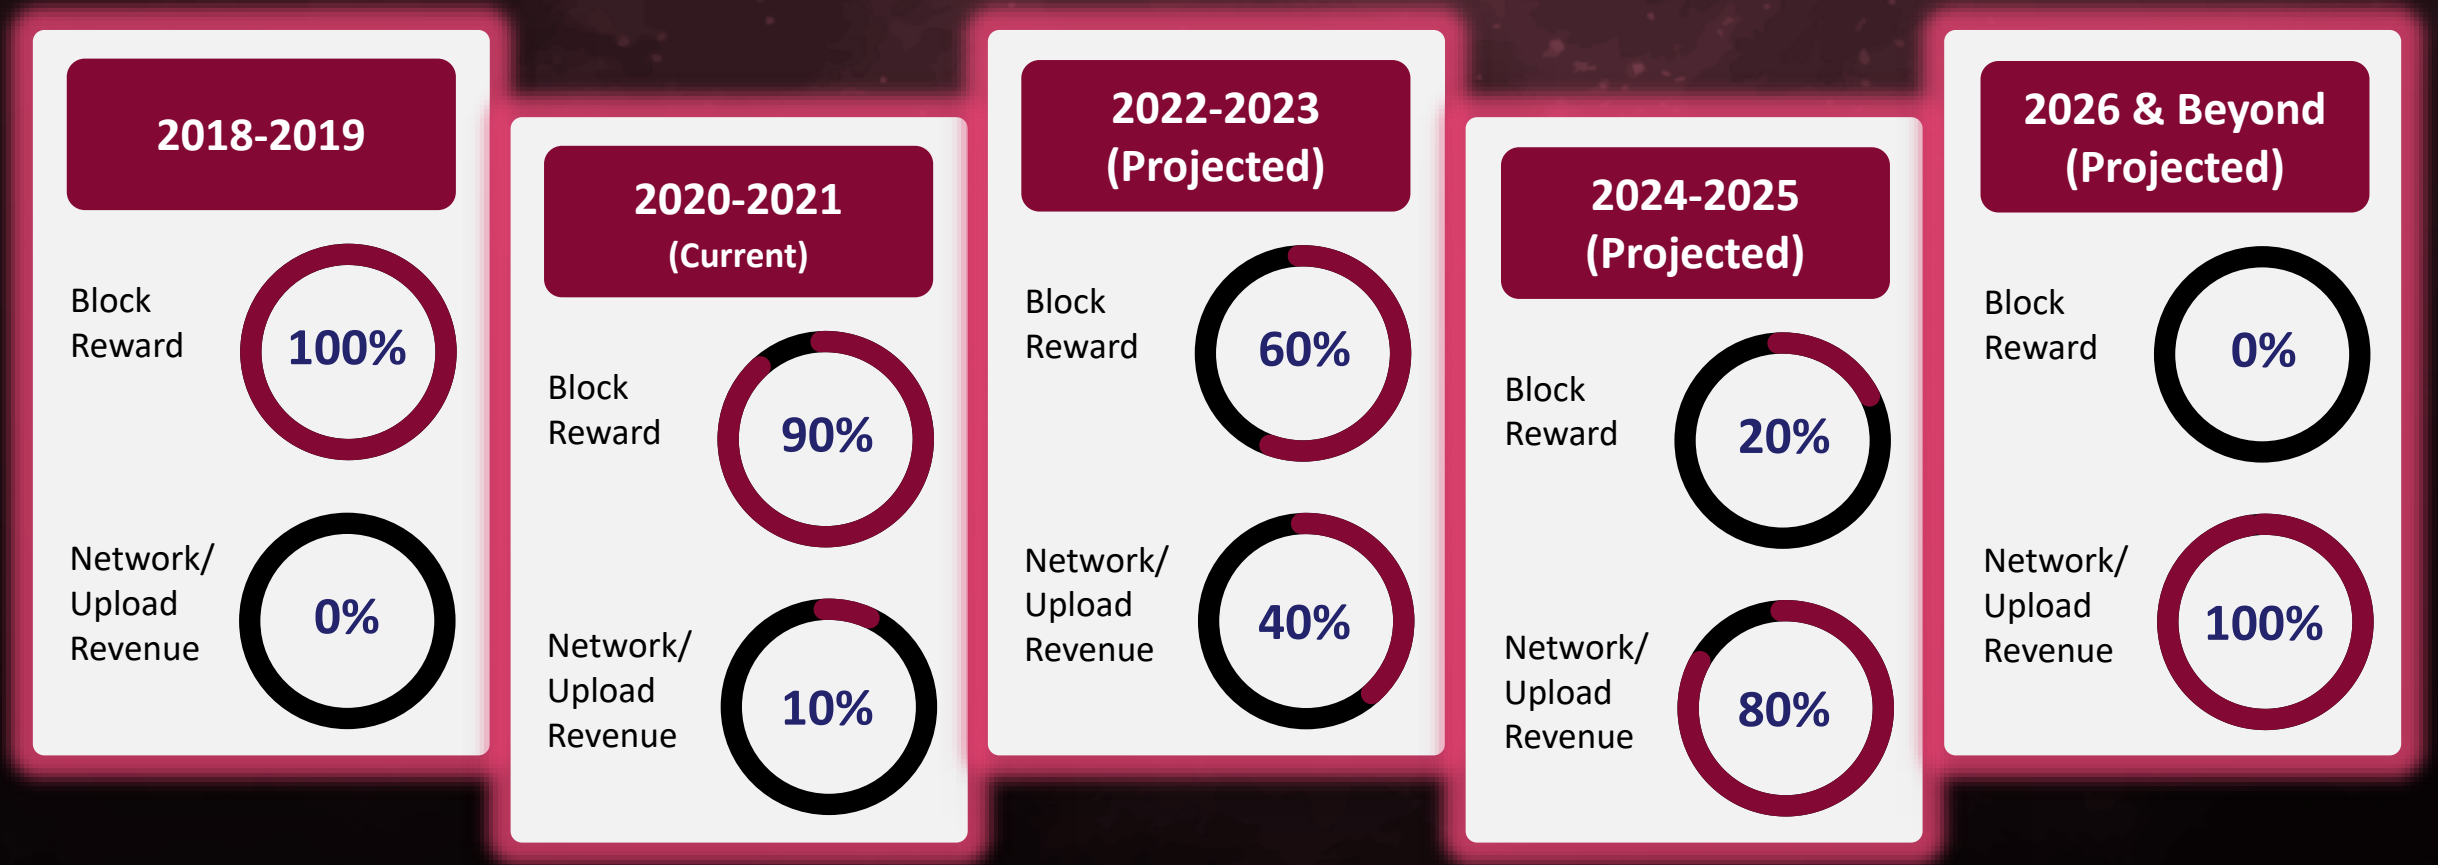 2018-2019
Block
Reward
100%
Network/
Upload
Revenue
0%
2020-2021
(Current)
Block
Reward
90%
Network/
Upload
Revenue
10%
2022-2023
(Projected)
Block
Reward
60%
Network/
Upload
Revenue
40%
2024-2025
(Projected)
Block
Reward
20%
Network/
Upload
Revenue
80%
2026 & Beyond
(Projected)
Block
Reward
0%
Network/
Upload
Revenue
100%